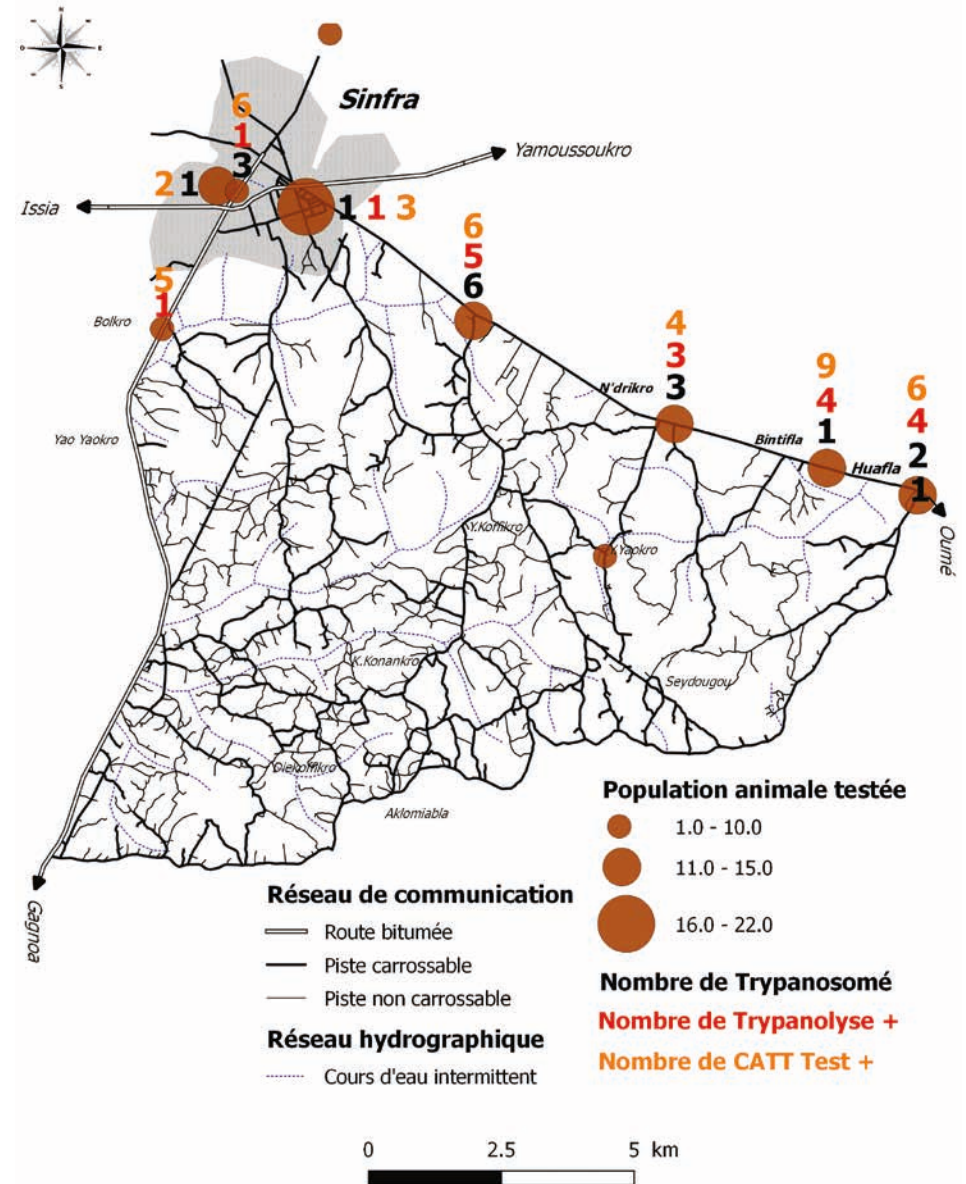 Sinfra
6
1
3
Yamoussoukro
2 1
Issia
1 1 3
6
5
6
5
1
Bolkro
4
3
3
N'drikro
9
4
1
Bintifla
6
4
2
1
Huafla
Yao Yaokro
Oumé
Y.Koffikro
Y.Yaokro
K.Konankro
Seydougou
Diekoffikro
Aklomiabla
Gagnoa
Population animale testée
1.0 - 10.0
11.0 - 15.0
16.0 - 22.0
Réseau de communication
Route bitumée
Piste carrossable
Piste non carrossable
Réseau hydrographique
Cours d'eau intermittent
Nombre de Trypanosomé
Nombre de Trypanolyse +
Nombre de CATT Test +
0 2.5 5 km